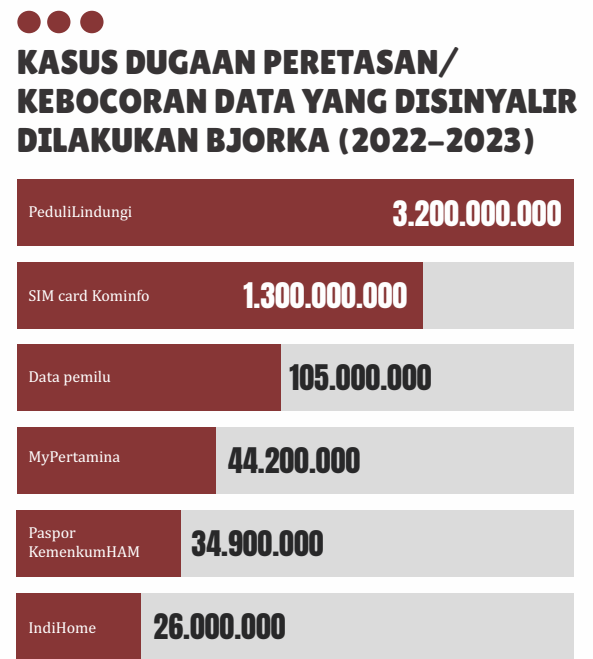 KASUS DUGAAN PERETASAN/
KEBOCORAN DATA YANG DISINYALIR
DILAKUKAN BJORKA (2022–2023)
PeduliLindungi 3.200.000.000
SIM card Kominfo 1.300.000.000
Data pemilu 105.000.000
MyPertamina 44.200.000
Paspor
KemenkumHAM 34.900.000
IndiHome 26.000.000